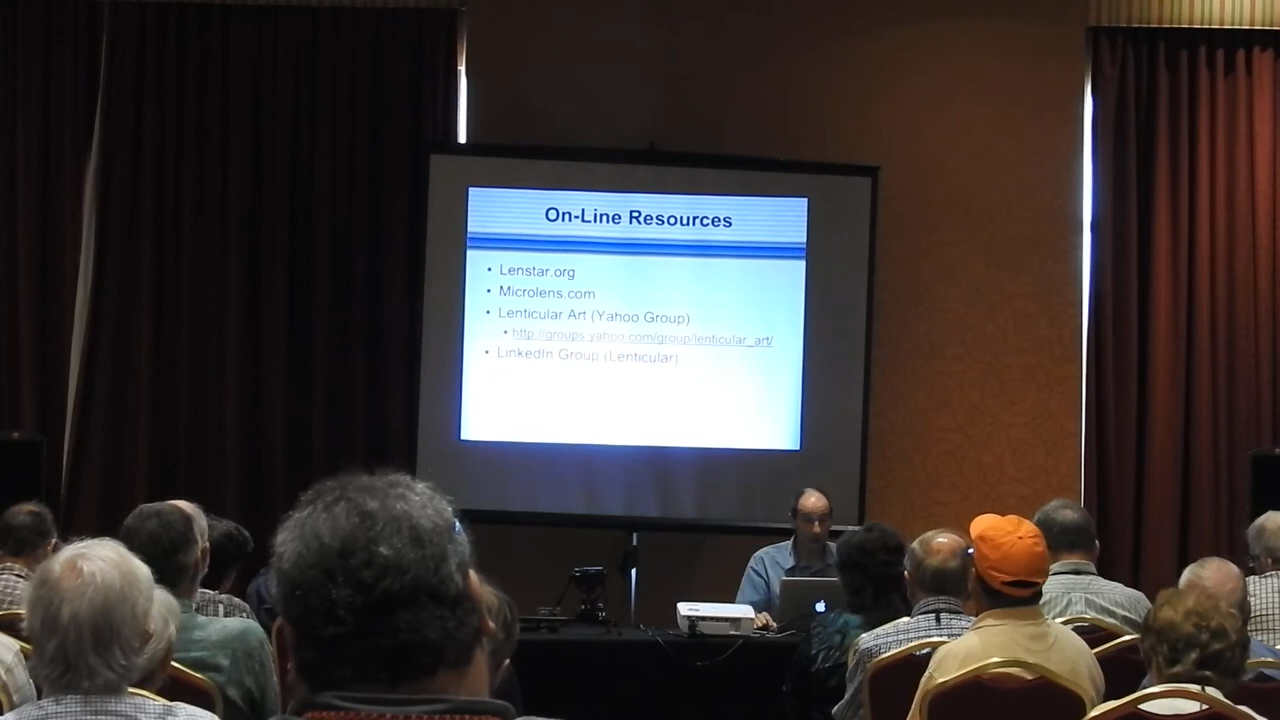 On-Line Resources
• Lenstar.org
• Microlens.com
• Lenticular Art (Yahoo Group)
• http://groups.yahoo.com/group/lenticular_art/
• LinkedIn Group (Lenticular)